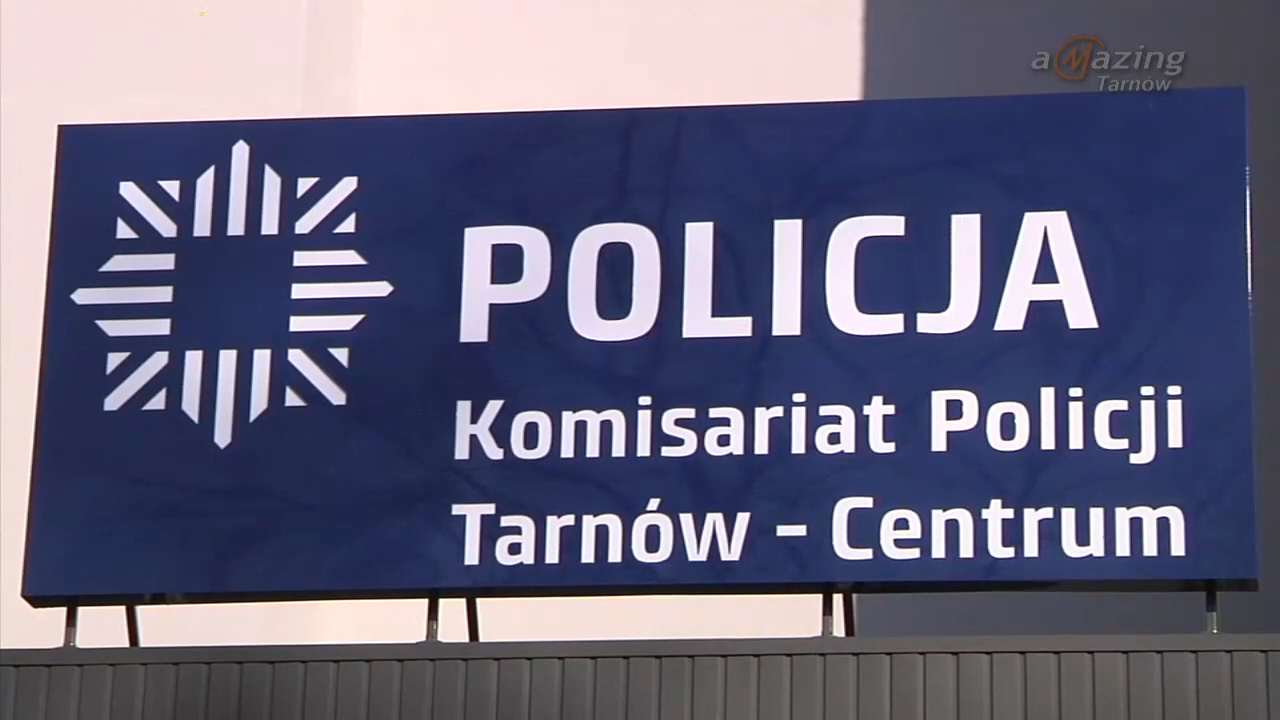 aMazing
Tarnów
POLICJA
Komisariat Policji
Tarnów - Centrum